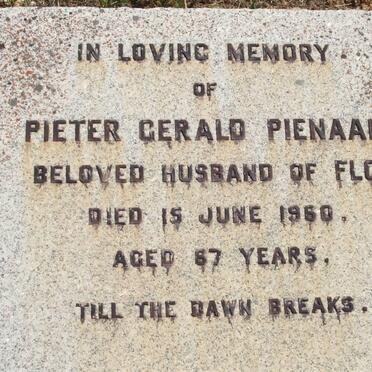 IN LOVING MEMORY
OF
PIETER GERALD PIENAA
BELOVED HUSBAND OF FLO
DIED 15 JUNE 1960.
AGED 67 YEARS.
TILL THE DAWN BREAKS.